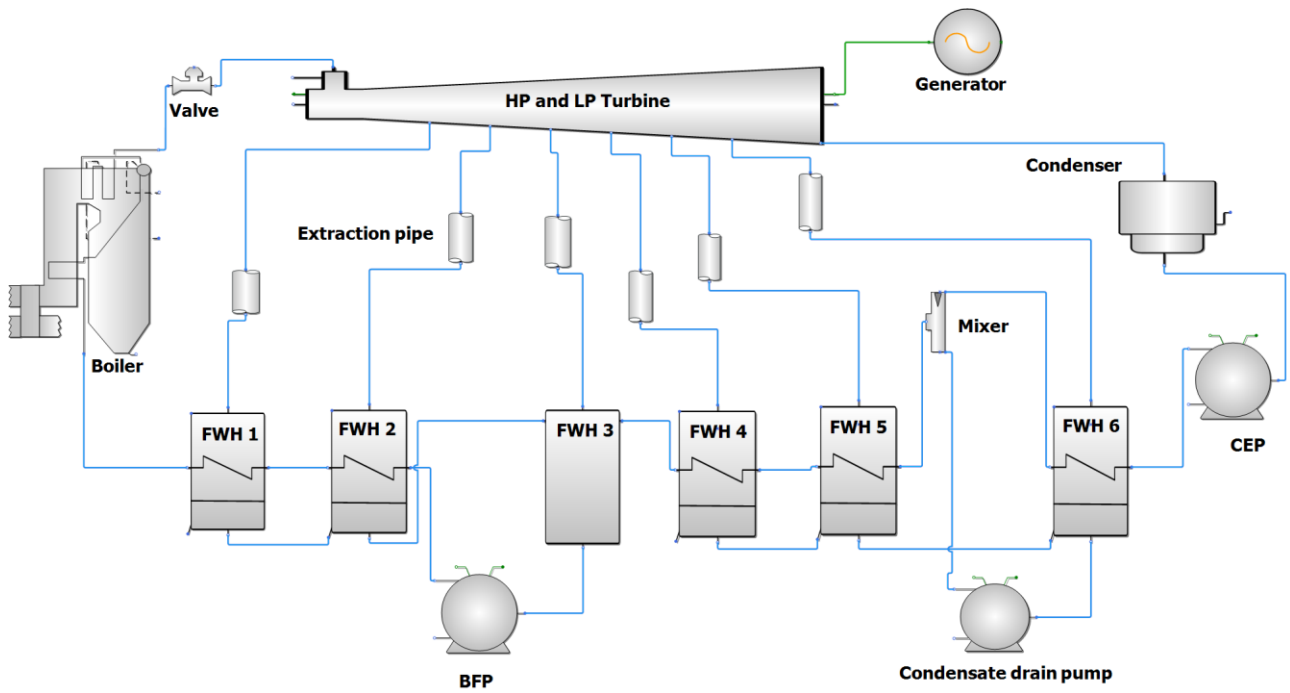 Generator
Valve
HP and LP Turbine
Condenser
Extraction pipe
Mixer
Boiler
FWH 1
FWH 2
FWH 3
FWH 4
FWH 5
FWH 6
CEP
BFP
Condensate drain pump